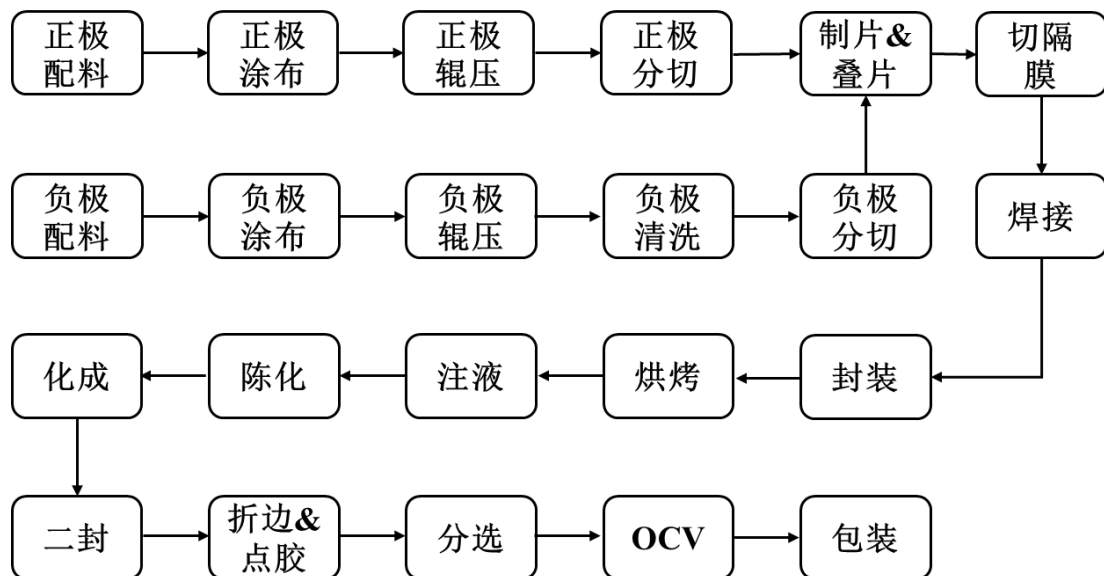 正极
配料
正极
涂布
正极
辊压
正极
分切
制片&
叠片
切隔
膜
负极
配料
负极
涂布
负极
辊压
负极
清洗
负极
分切
焊接
化成
陈化
注液
烘烤
封装
二封
折边&
点胶
分选
OCV
包装